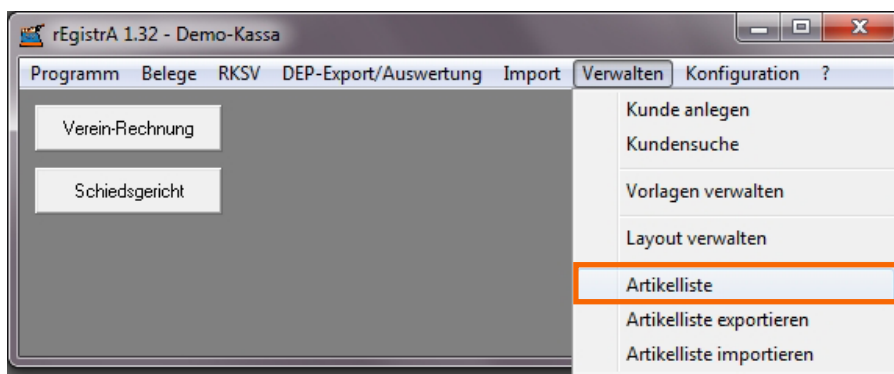 rEgistrA 1.32 - Demo-Kassa
Programm Belege RKSV DEP-Export/Auswertung Import Verwalten Konfiguration ?
Verein-Rechnung
Schiedsgericht
Kunde anlegen
Kundensuche
Vorlagen verwalten
Layout verwalten
Artikelliste
Artikelliste exportieren
Artikelliste importieren